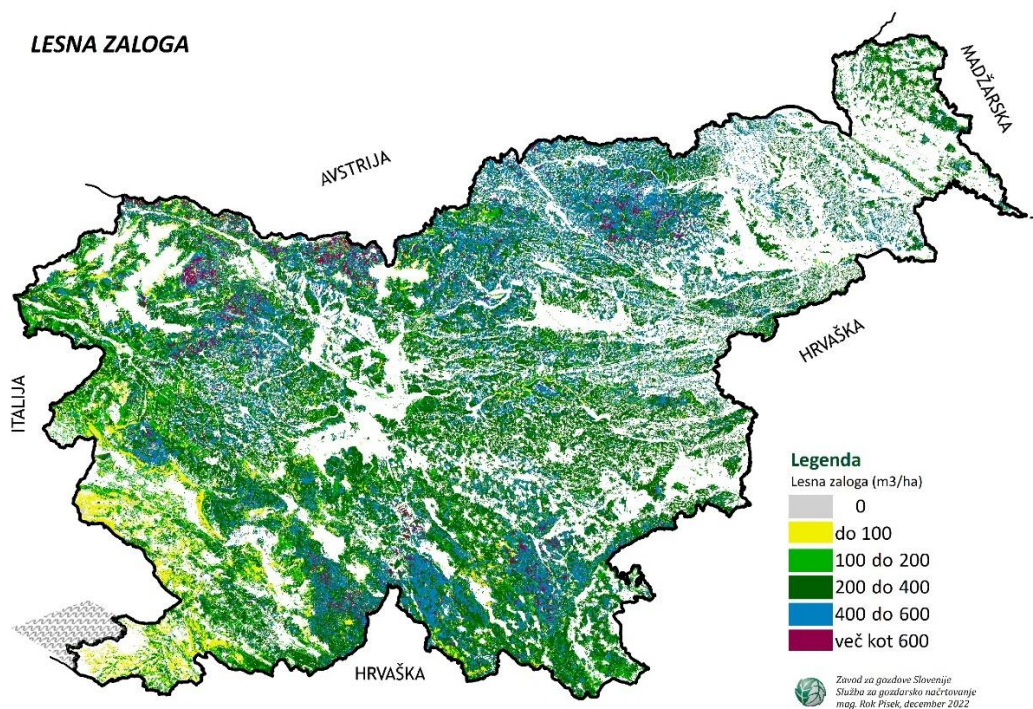 LESNA ZALOGA
MADŽARSKA
AVSTRIJA
HRVAŠKA
ITALIJA
Legenda
Lesna zaloga (m3/ha)
0
do 100
100 do 200
200 do 400
400 do 600
več kot 600
HRVAŠKA
Zavod za gozdove Slovenije
Služba za gozdarsko načrtovanje
mag. Rok Pisek, december 2022